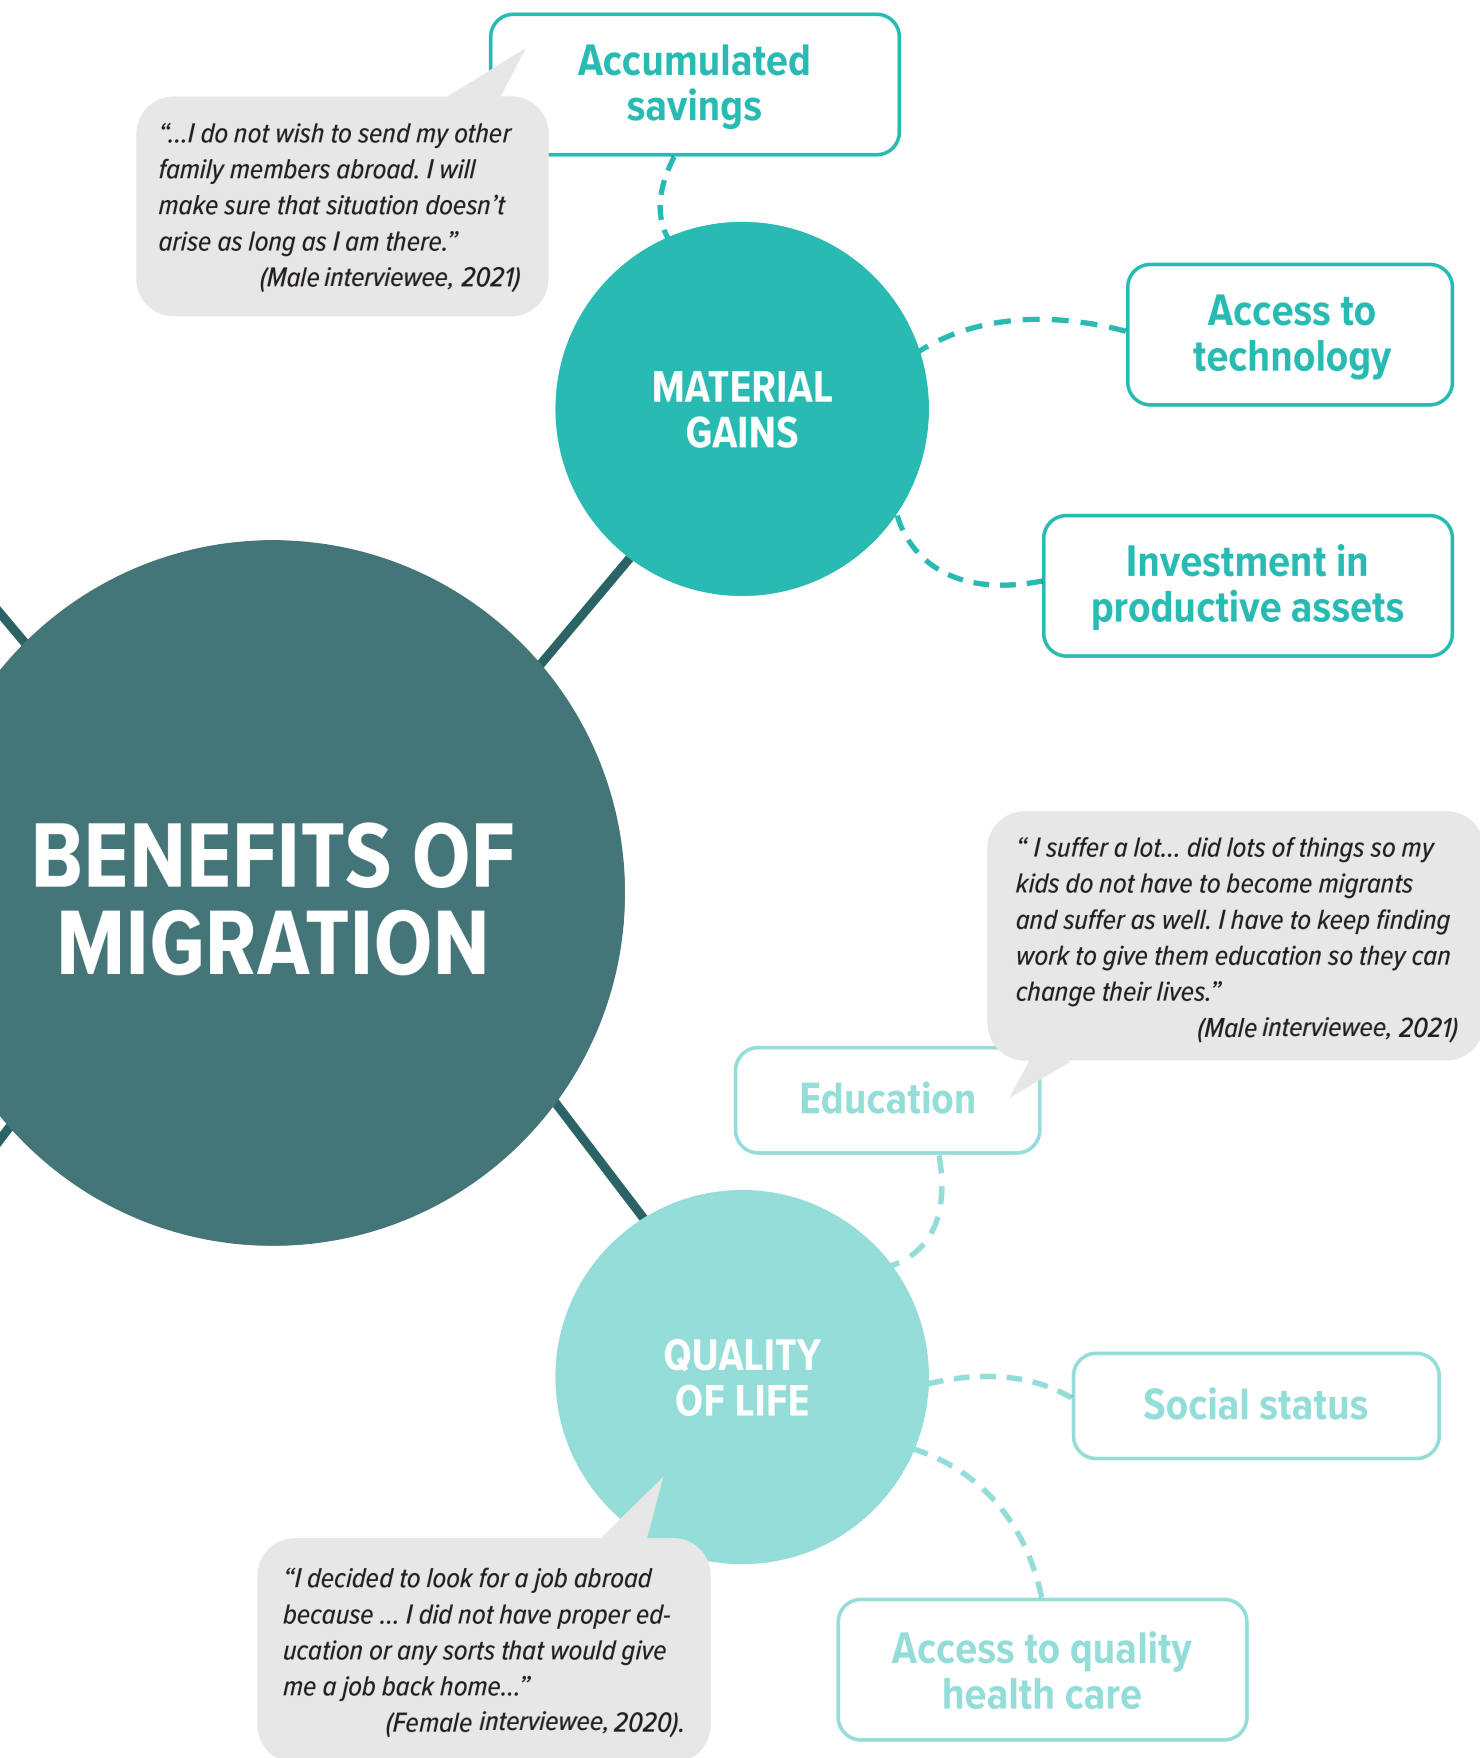 Accumulated
savings
“...I do not wish to send my other
family members abroad. I will
make sure that situation doesn’t
arise as long as I am there.”
(Male interviewee, 2021)
MATERIAL
GAINS
Access to
technology
Investment in
productive assets
BENEFITS OF
MIGRATION
“ I suffer a lot... did lots of things so my
kids do not have to become migrants
and suffer as well. I have to keep finding
work to give them education so they can
change their lives.”
(Male interviewee, 2021)
Education
QUALITY
OF LIFE
Social status
“I decided to look for a job abroad
because ... I did not have proper ed-
ucation or any sorts that would give
me a job back home...”
(Female interviewee, 2020).
Access to quality
health care